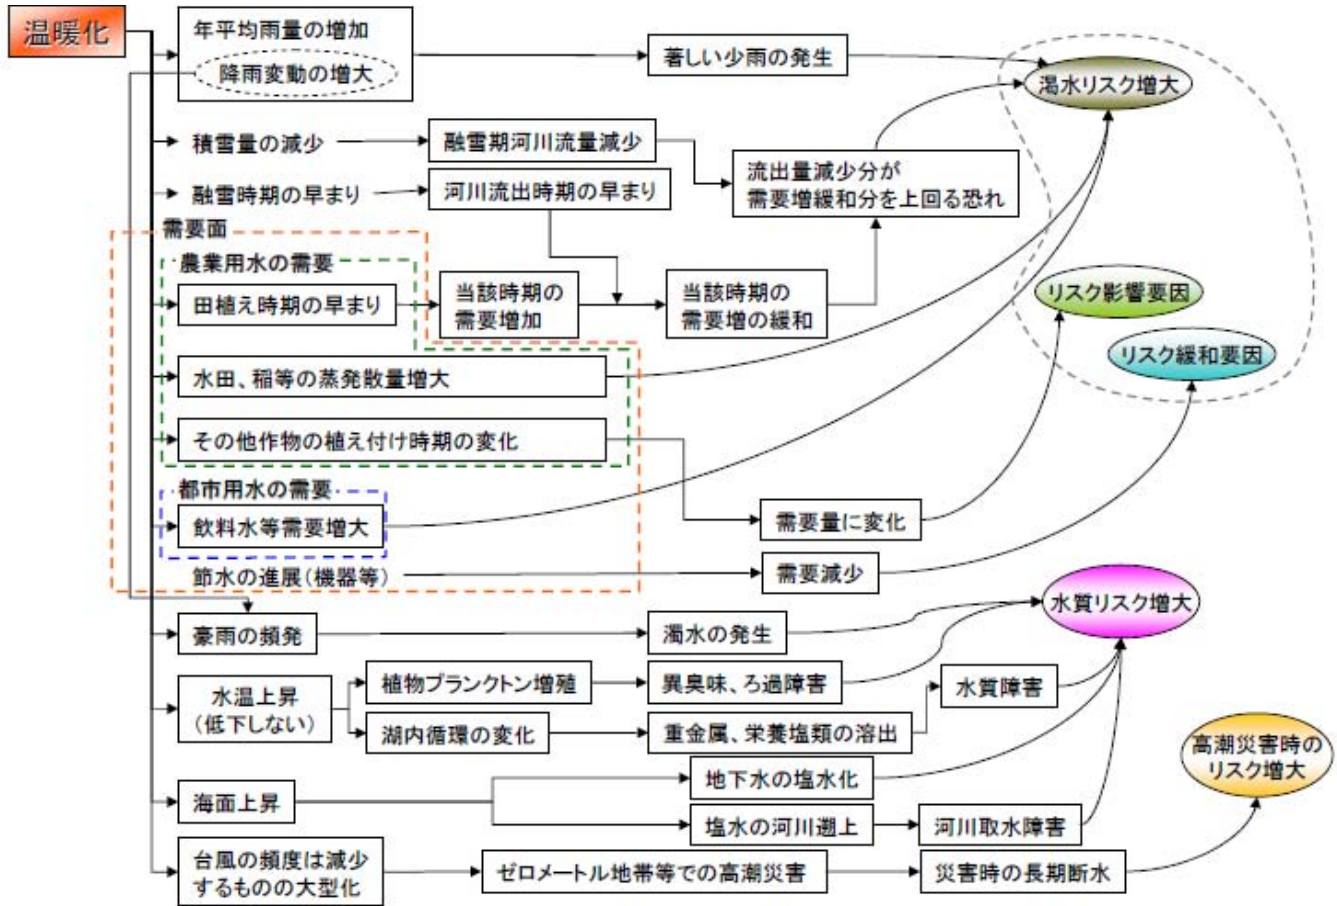 温暖化
年平均雨量の増加
降雨変動の増大
著しい少雨の発生
渇水リスク増大
積雪量の減少
融雪期河川流量減少
流出量減少分が
需要増緩和分を上回る恐れ
融雪時期の早まり
河川流出時期の早まり
需要面
農業用水の需要
田植え時期の早まり
当該時期の
需要増加
当該時期の
需要増の緩和
リスク影響要因
リスク緩和要因
水田、稲等の蒸発散量増大
その他作物の植え付け時期の変化
都市用水の需要
飲料水等需要増大
需要量に変化
節水の進展(機器等)
需要減少
水質リスク増大
豪雨の頻発
濁水の発生
水温上昇
(低下しない)
植物プランクトン増殖
異臭味、ろ過障害
水質障害
湖内循環の変化
重金属、栄養塩類の溶出
高潮災害時の
リスク増大
海面上昇
地下水の塩水化
塩水の河川遡上
河川取水障害
台風の頻度は減少
するものの大型化
ゼロメートル地帯等での高潮災害
災害時の長期断水